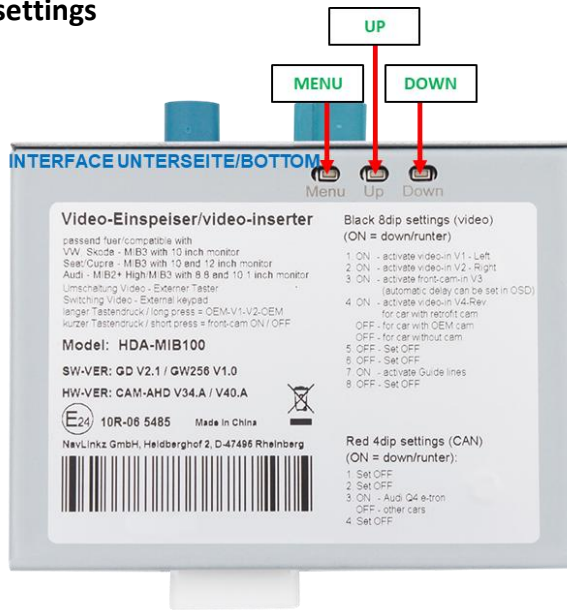 settings
UP
MENU
DOWN
INTERFACE UNTERSEITE/BOTTOM
Menu Up Down
Video-Einspeiser/video-inserter
passend fuer/compatible with
VW, Skoda - MIB3 with 10 inch monitor
Seat/Cupra - MIB3 with 10 and 12 inch monitor
Audi - MIB2+ High/MIB3 with 8.8 and 10.1 inch monitor
Umschaltung Video - Externer Taster
Switching Video - External keypad
langer Tastendruck / long press = OEM-V1-V2-OEM
kurzer Tastendruck / short press = front-cam ON / OFF
Model: HDA-MIB100
SW-VER: GD V2.1 / GW256 V1.0
HW-VER: CAM-AHD V34.A / V40.A
E24 10R-06 5485 Made in China
NavLinkz GmbH, Heidberghof 2, D-47495 Rheinberg
Black 8dip settings (video)
(ON = down/runter)
1. ON - activate video-in V1 - Left
2. ON - activate video-in V2 - Right
3. ON - activate front-cam-in V3
(automatic delay can be set in OSD)
4. ON - activate video-in V4-Rev
for car with retrofit cam
OFF - for car with OEM cam
OFF - for car without cam
5. OFF - Set OFF
6. OFF - Set OFF
7. ON - activate Guide lines
8. OFF - Set OFF
Red 4dip settings (CAN)
(ON = down/runter):
1. Set OFF
2. Set OFF
3. ON - Audi Q4 e-tron
OFF - other cars
4. Set OFF